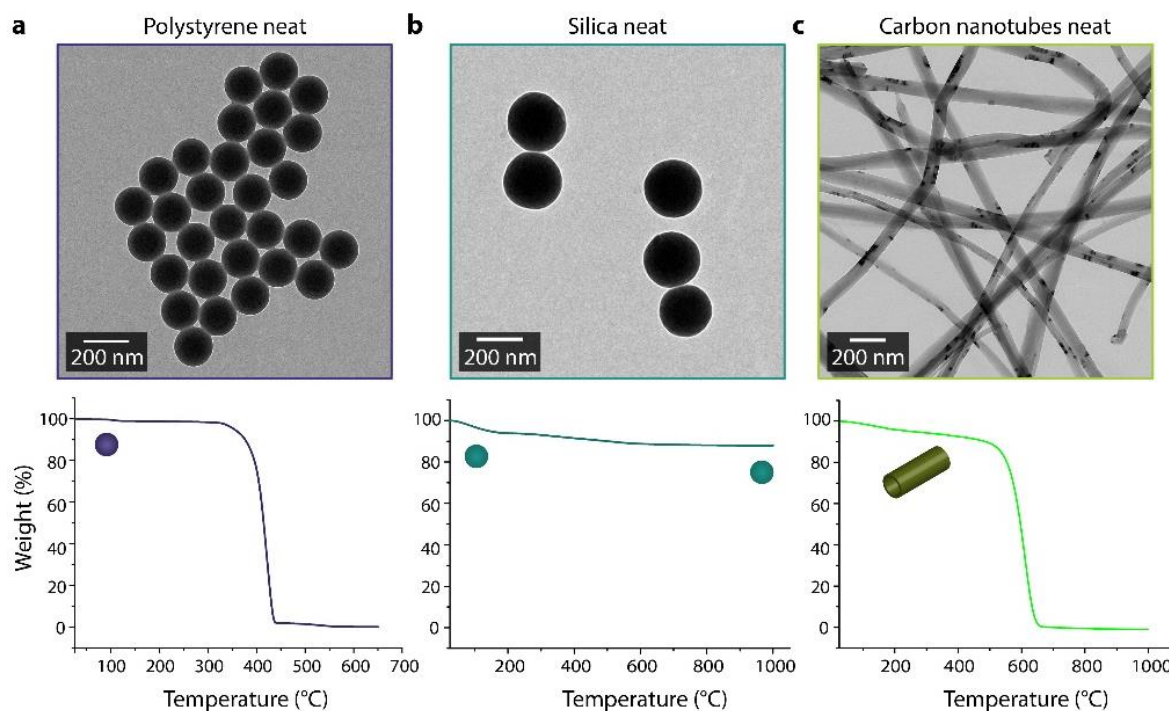 a Polystyrene neat
b Silica neat
c Carbon nanotubes neat
200 nm
200 nm
200 nm
Weight (%)
100
80
60
40
20
0
100 200 300 400 500 600 700
Temperature (°C)
100
80
60
40
20
0
200 400 600 800 1000
Temperature (°C)
100
80
60
40
20
0
200 400 600 800 1000
Temperature (°C)